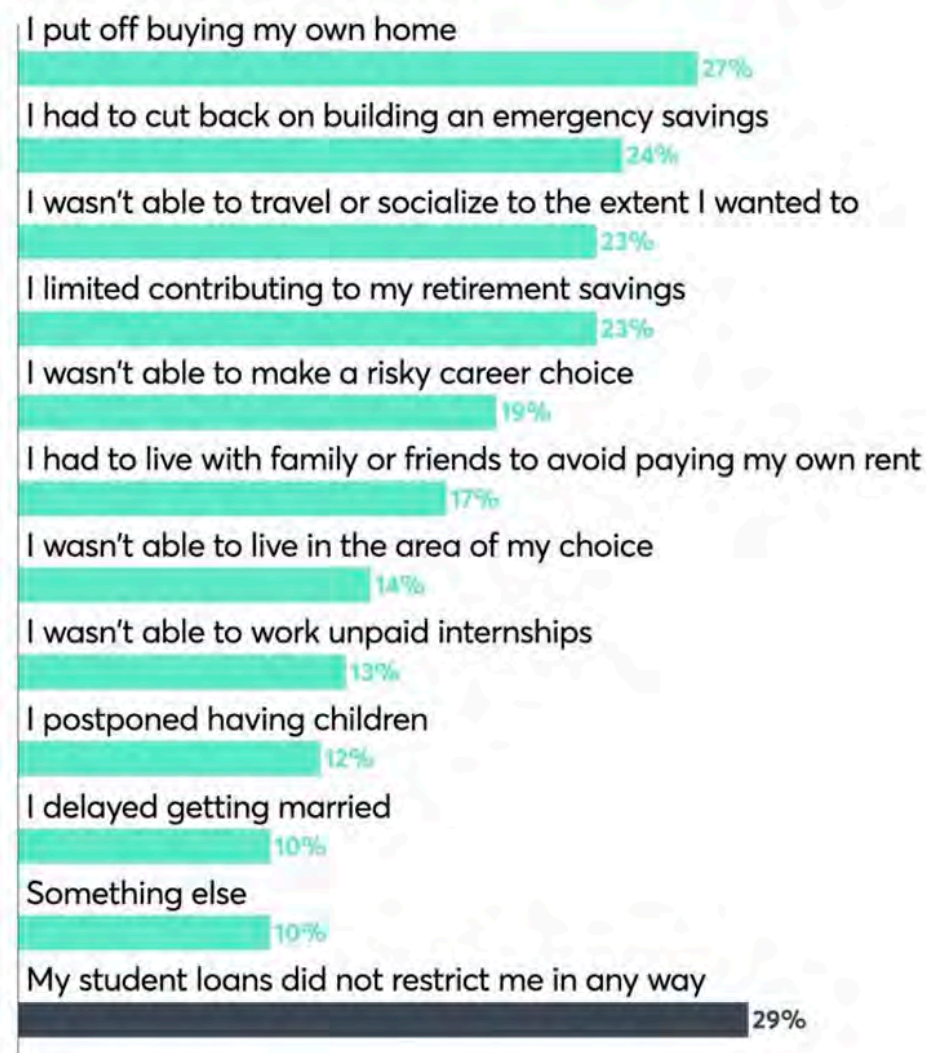 I put off buying my own home
27%
I had to cut back on building an emergency savings
24%
I wasn't able to travel or socialize to the extent I wanted to
23%
I limited contributing to my retirement savings
23%
I wasn't able to make a risky career choice
19%
I had to live with family or friends to avoid paying my own rent
17%
I wasn't able to live in the area of my choice
14%
I wasn't able to work unpaid internships
13%
I postponed having children
12%
I delayed getting married
10%
Something else
10%
My student loans did not restrict me in any way
29%